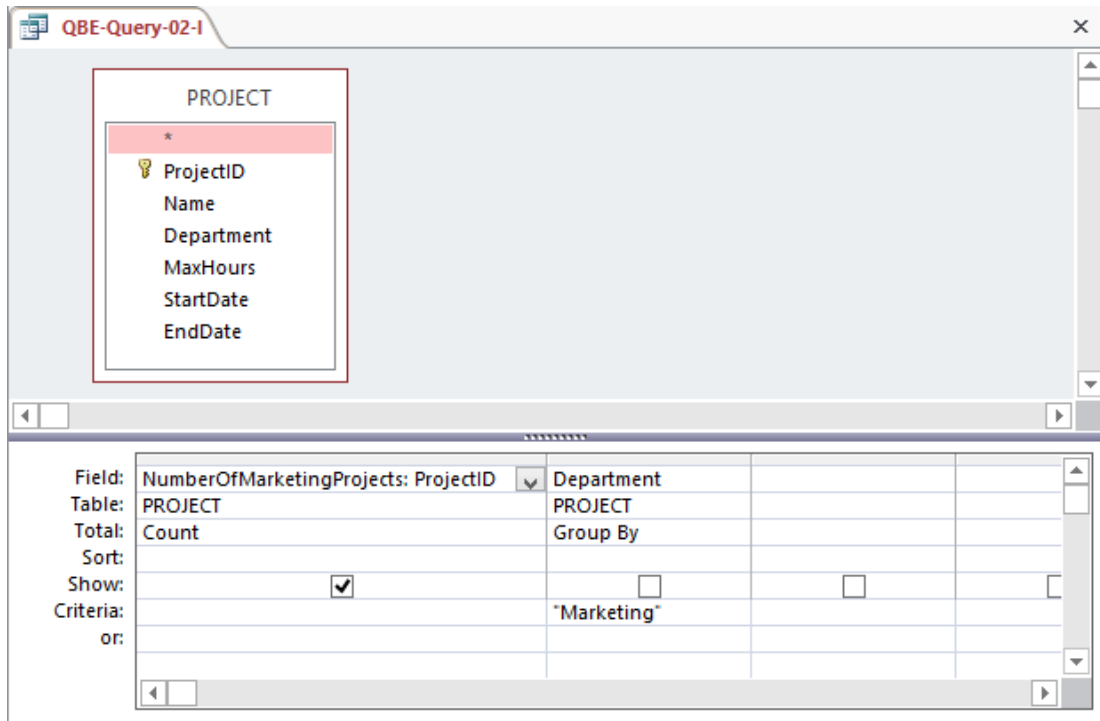 QBE-Query-02-I
PROJECT
*
ProjectID
Name
Department
MaxHours
StartDate
EndDate
Field: NumberOfMarketingProjects: ProjectID Department
Table: PROJECT PROJECT
Total: Count Group By
Sort:
Show:
Criteria: "Marketing"
or: